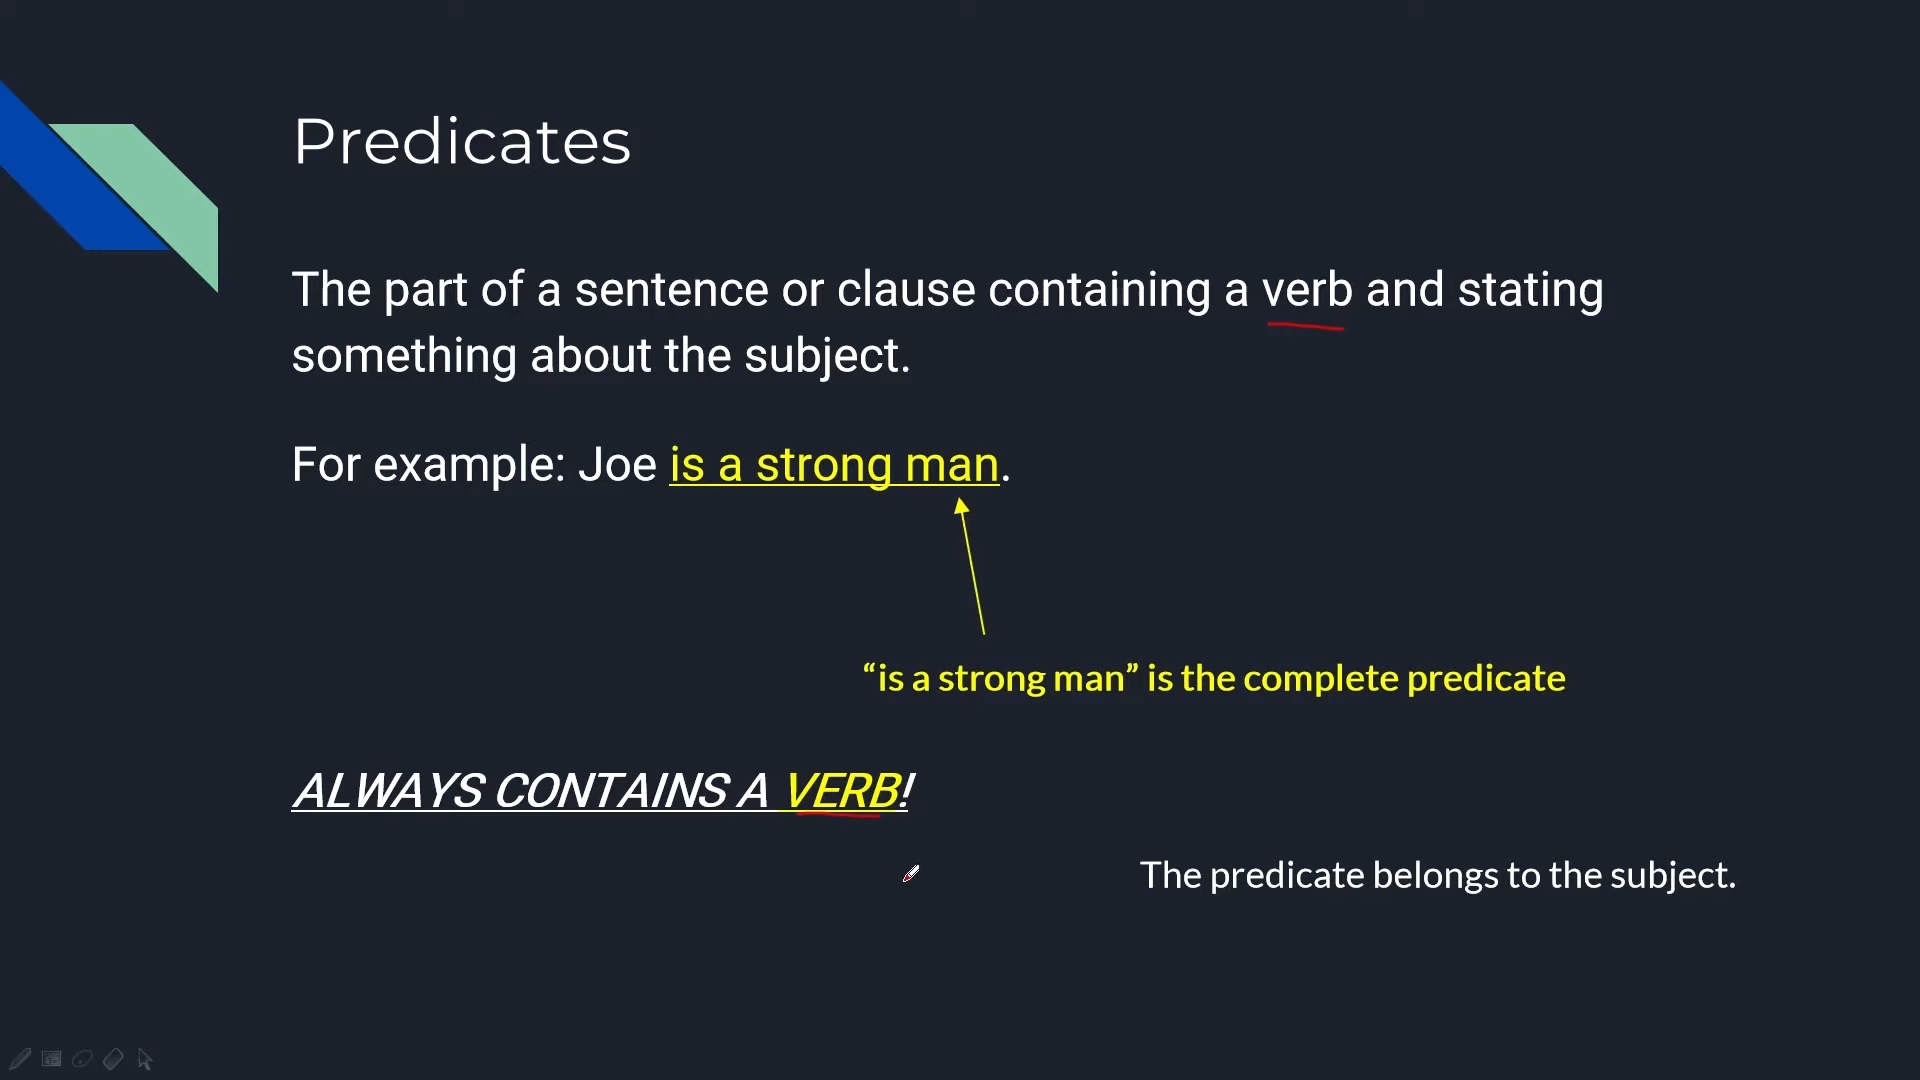 Predicates
The part of a sentence or clause containing a verb and stating
something about the subject.
For example: Joe is a strong man.
“is a strong man” is the complete predicate
ALWAYS CONTAINS A VERB!
The predicate belongs to the subject.